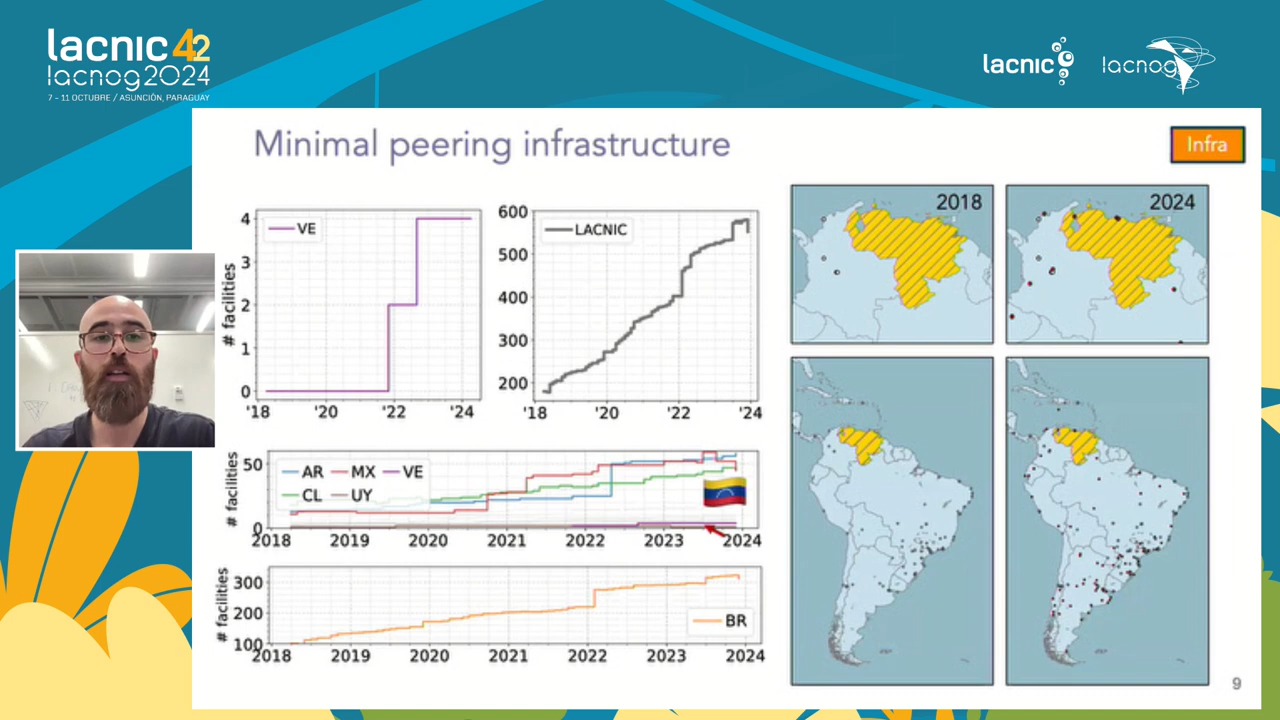 lacnic 42
lacnog2024
7 - 11 OCTUBRE / ASUNCIÓN, PARAGUAY
lacnic
lacnog
Minimal peering infrastructure
Infra
# facilities
4
3
2
1
0
VE
'18 '20 '22 '24
600
500
400
300
200
LACNIC
'18 '20 '22 '24
2018
2024
# facilities
50
0
AR MX VE
CL UY
2018 2019 2020 2021 2022 2023 2024
# facilities
300
200
100
BR
2018 2019 2020 2021 2022 2023 2024
9